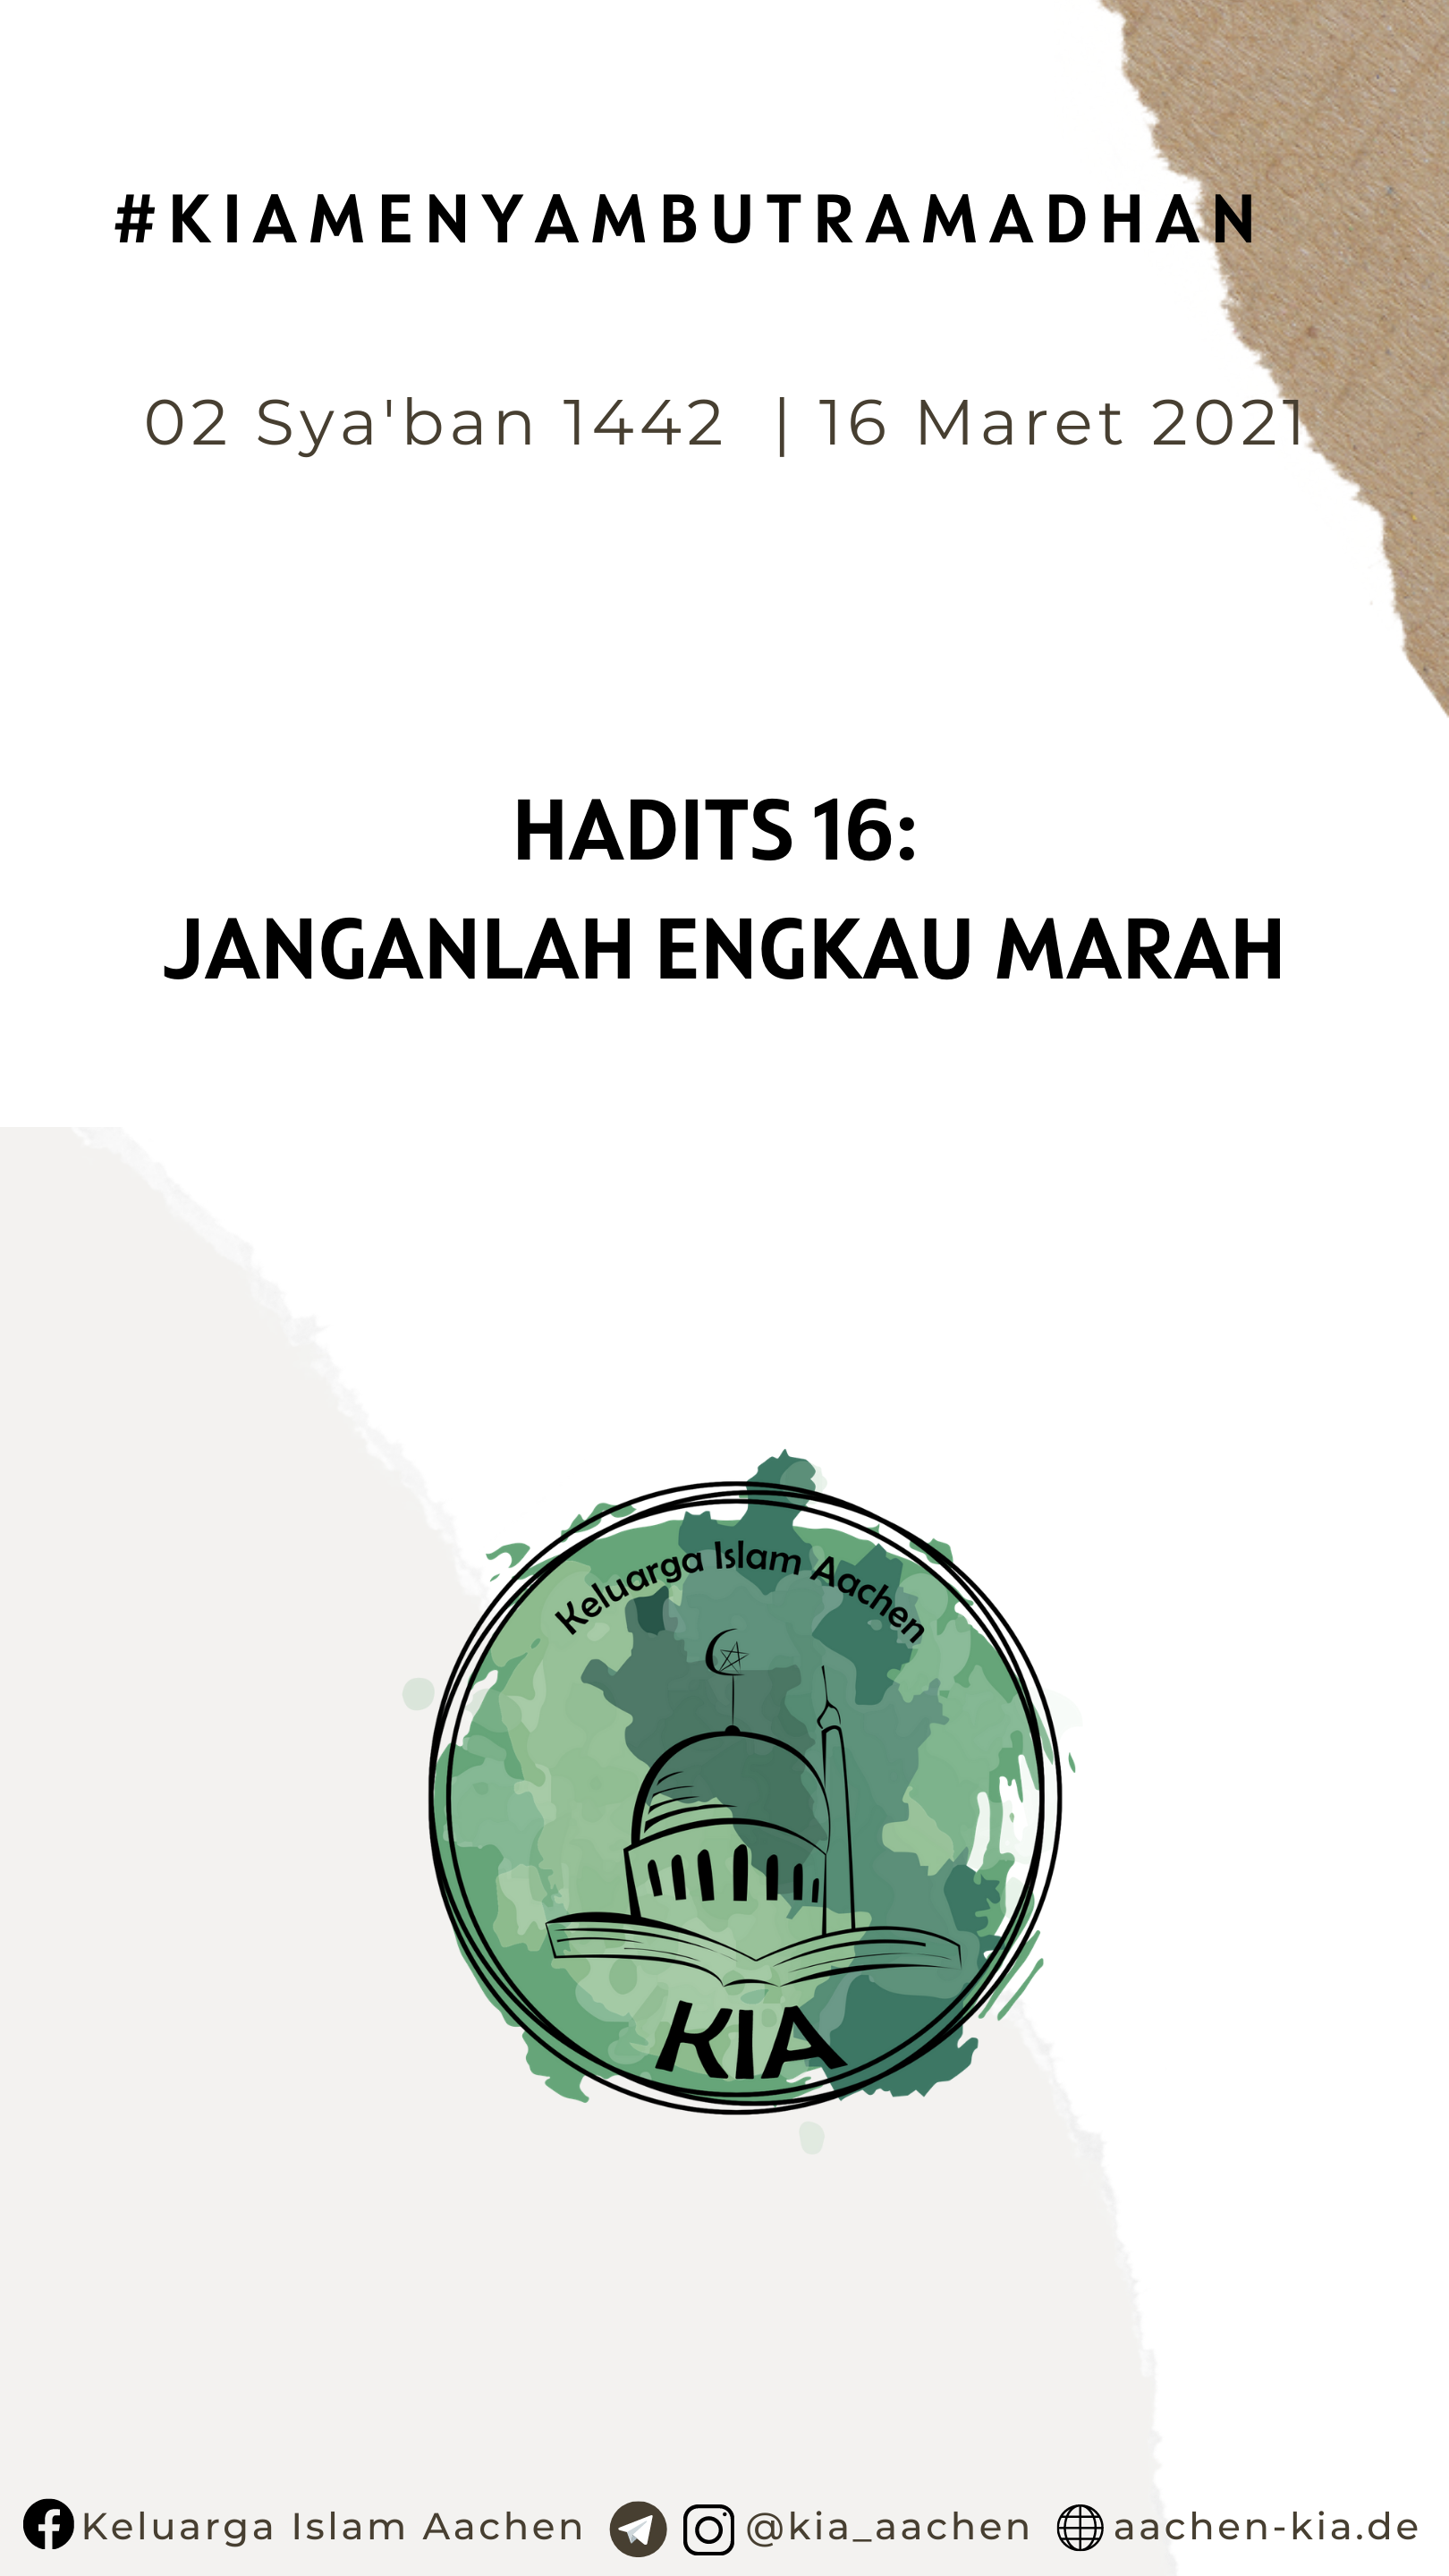 #KIAMENYAMBUTRAMADHAN
02 Sya'ban 1442 | 16 Maret 2021
HADITS 16:
JANGANLAH ENGKAU MARAH
Keluarga Islam Aachen
KIA
Keluarga Islam Aachen @kia_aachen aachen-kia.de